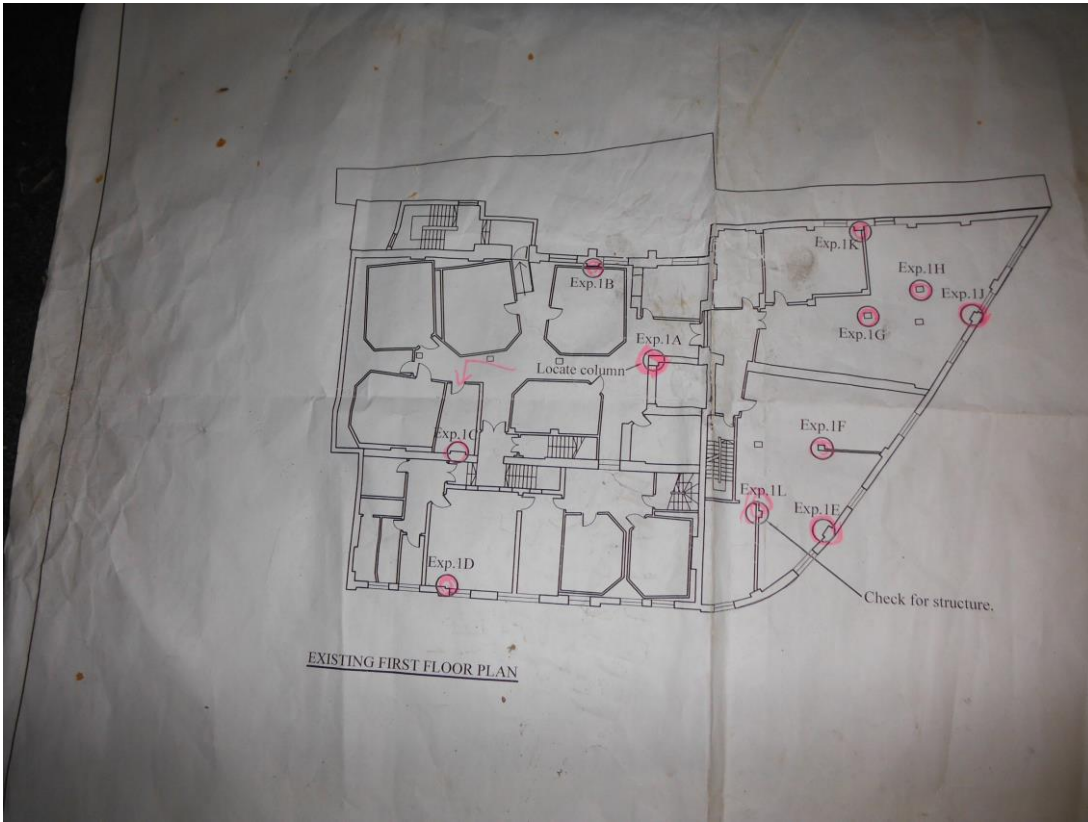 Exp.1K
Exp.1H
Exp.1B
Exp.1J
Exp.1G
Exp.1A
Locate column
Exp.1F
Exp.1C
Exp.1L
Exp.1E
Exp.1D
Check for structure.
EXISTING FIRST FLOOR PLAN